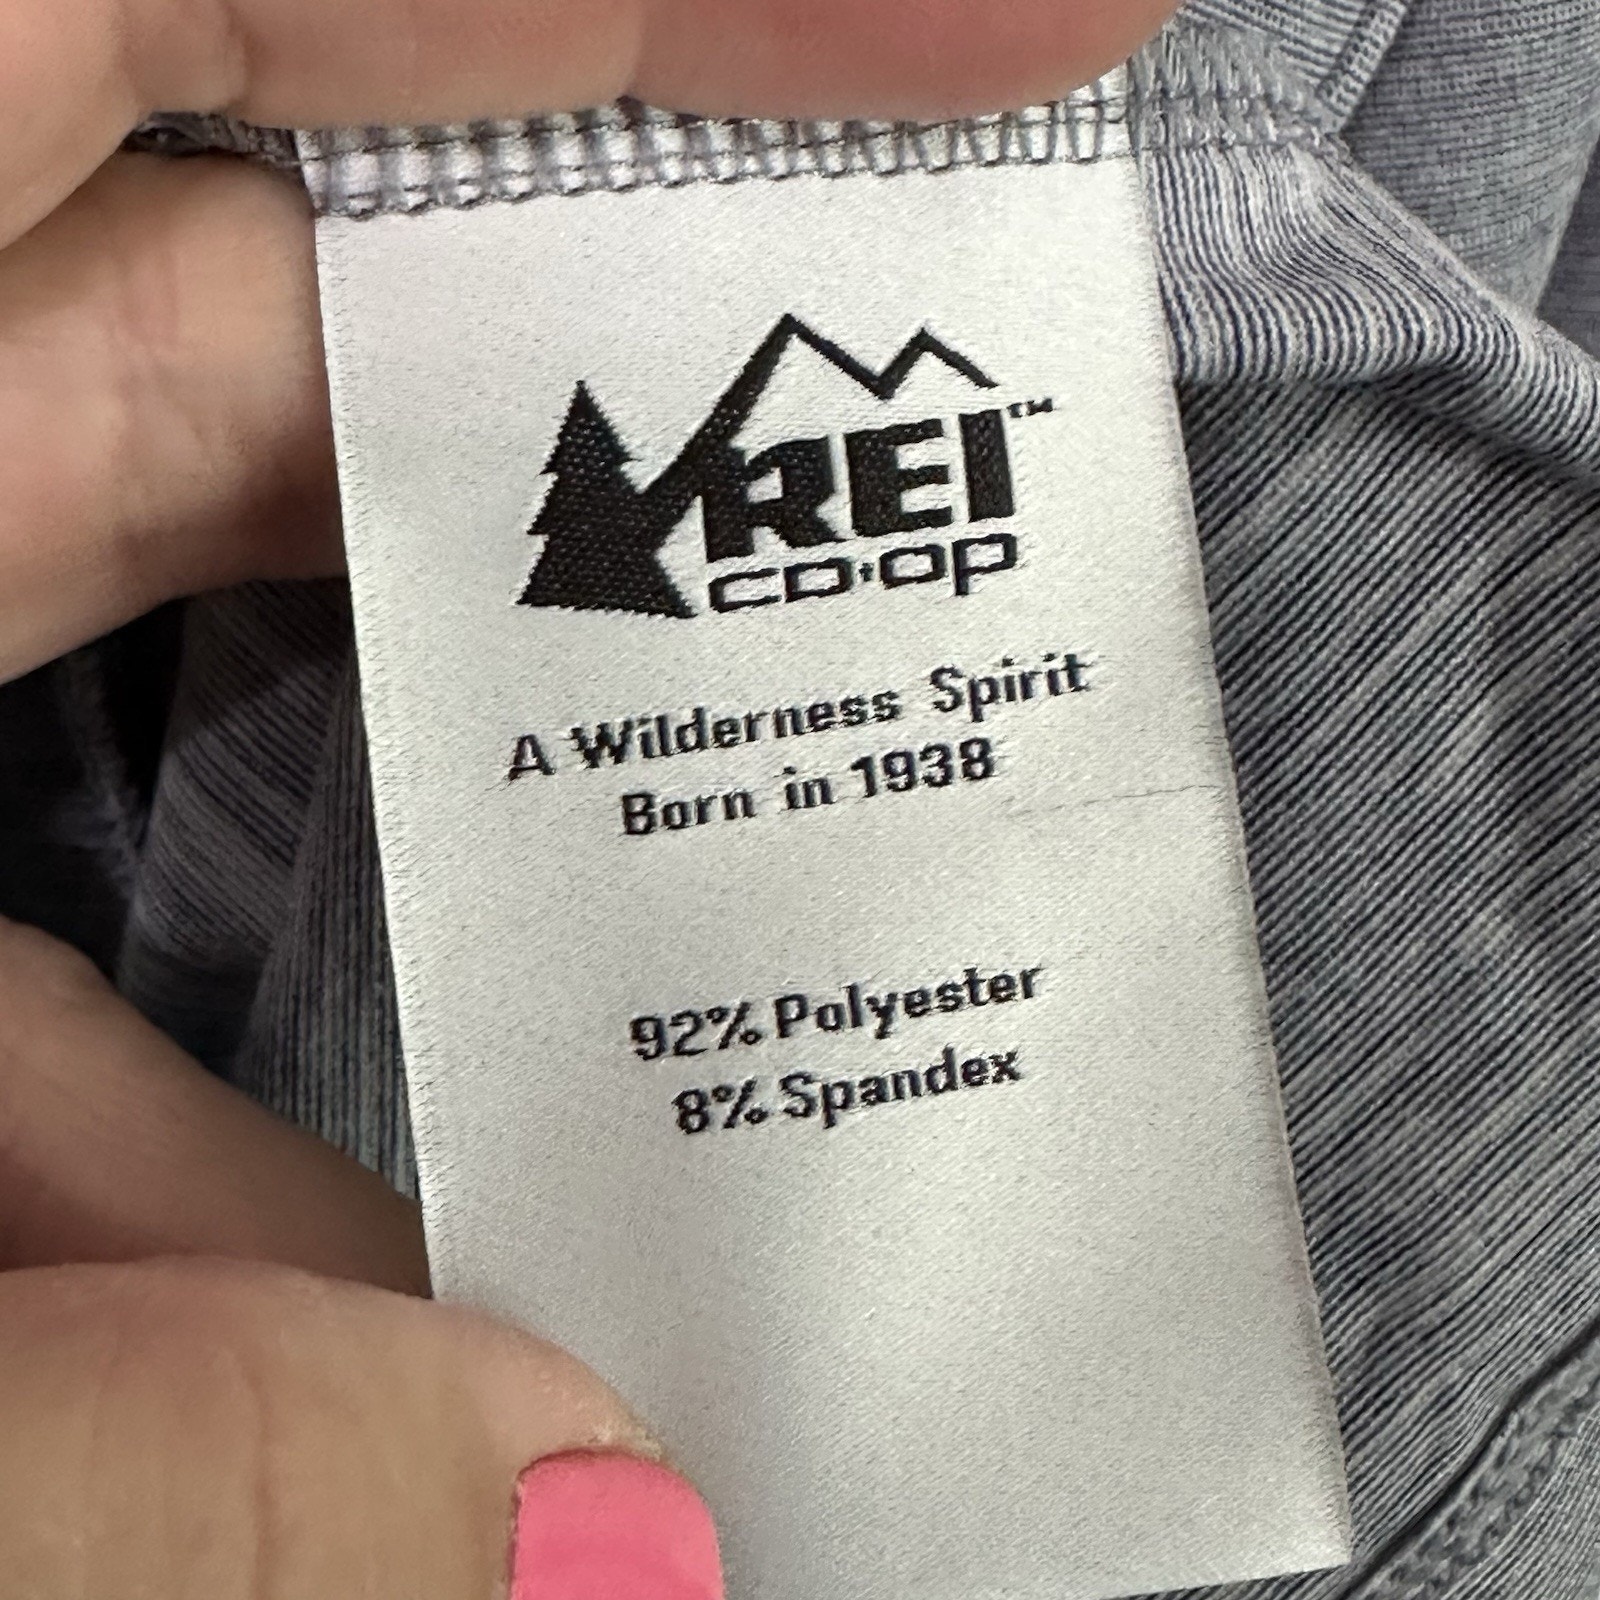 REI™
CO·OP
A Wilderness Spirit
Born in 1938
92% Polyester
8% Spandex